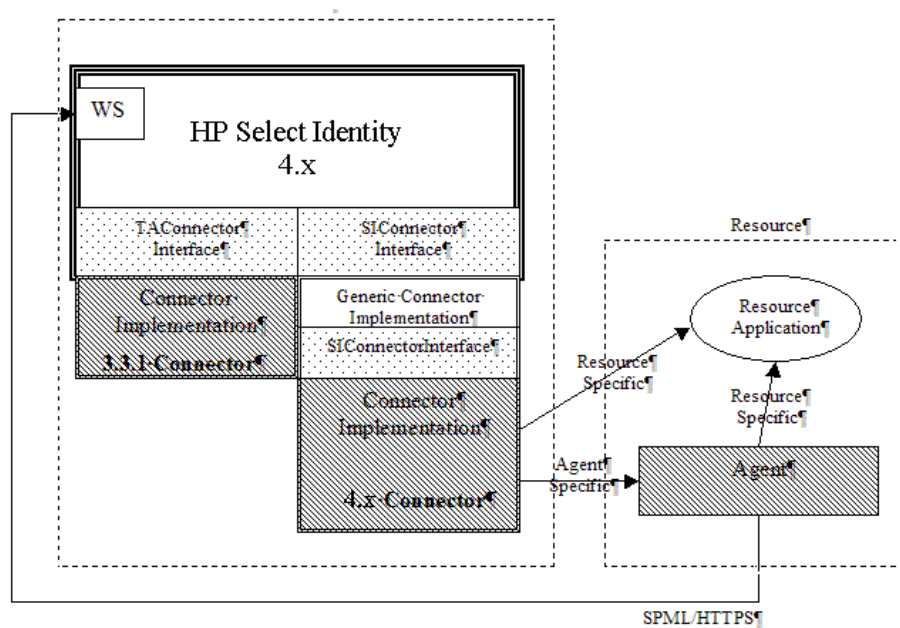 WS
HP Select Identity
4.x
TAConnector¶
Interface¶
SIConnector¶
Interface¶
Connector·
Implementation¶
3.3.1·Connector¶
Generic·Connector·
Implementation¶
SIConnectorInterface¶
Connector¶
Implementation¶
4.x·Connector¶
Resource¶
Resource¶
Application¶
Resource¶
Specific¶
Resource¶
Specific¶
Agent¶
Specific¶
Agent¶
SPML/HTTPS¶